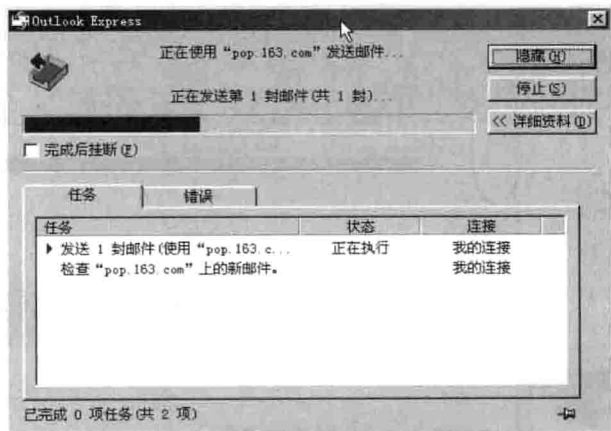 Outlook Express
正在使用“pop.163.com”发送邮件...
隐藏(H)
正在发送第 1 封邮件(共 1 封)...
停止(S)
<< 详细资料(D)
完成后挂断(F)
任务 错误
任务 状态 连接
发送 1 封邮件(使用“pop.163.c... 正在执行 我的连接
检查“pop.163.com”上的新邮件。 我的连接
已完成 0 项任务(共 2 项)